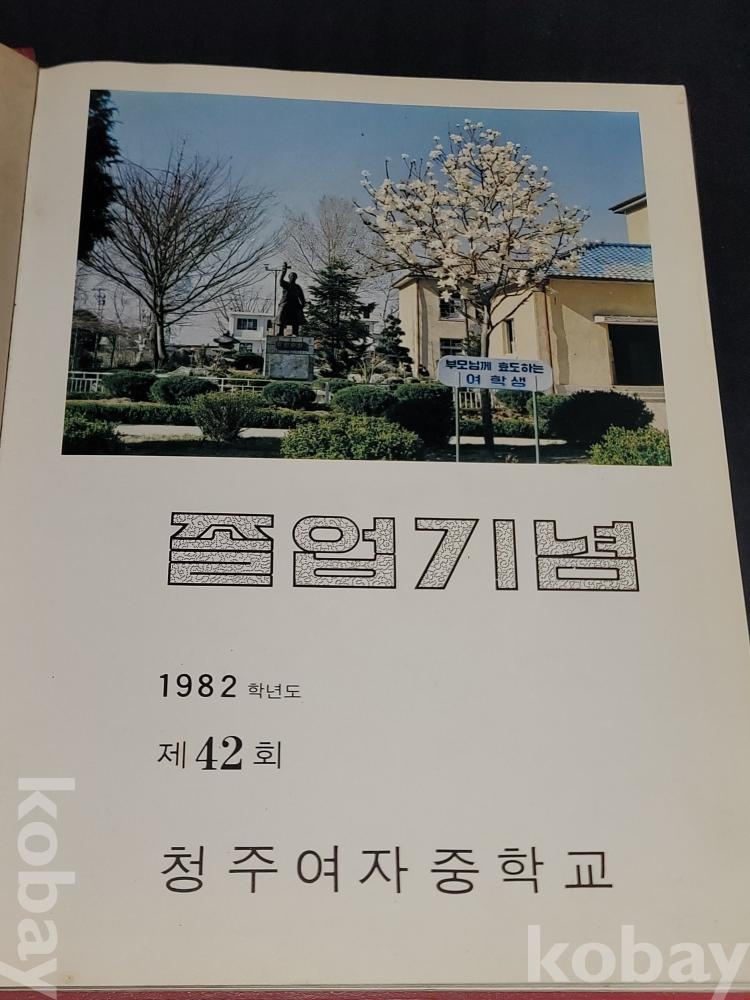 부모님께 효도하는
여학생
졸업기념
1982 학년도
제 42 회
청주여자중학교
kobay
kobay